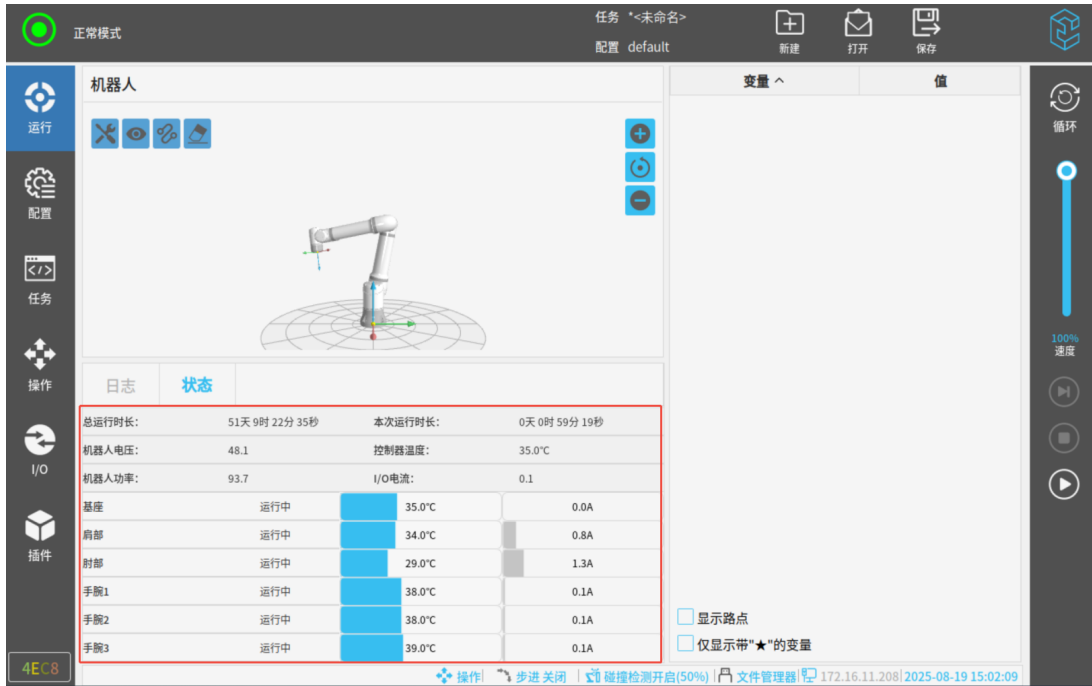 正常模式
任务 *<未命名>
配置 default
新建 打开 保存
运行
配置
任务
操作
I/O
插件
4EC8
机器人
日志 状态
总运行时长: 51天 9时 22分 35秒 本次运行时长: 0天 0时 59分 19秒
机器人电压: 48.1 控制器温度: 35.0℃
机器人功率: 93.7 I/O电流: 0.1
基座 运行中 35.0℃ 0.0A
肩部 运行中 34.0℃ 0.8A
肘部 运行中 29.0℃ 1.3A
手腕1 运行中 38.0℃ 0.1A
手腕2 运行中 38.0℃ 0.1A
手腕3 运行中 39.0℃ 0.1A
变量 值
显示路点
仅显示带"★"的变量
循环
100%
速度
操作 步进 关闭 碰撞检测开启(50%) 文件管理器 172.16.11.208 2025-08-19 15:02:09